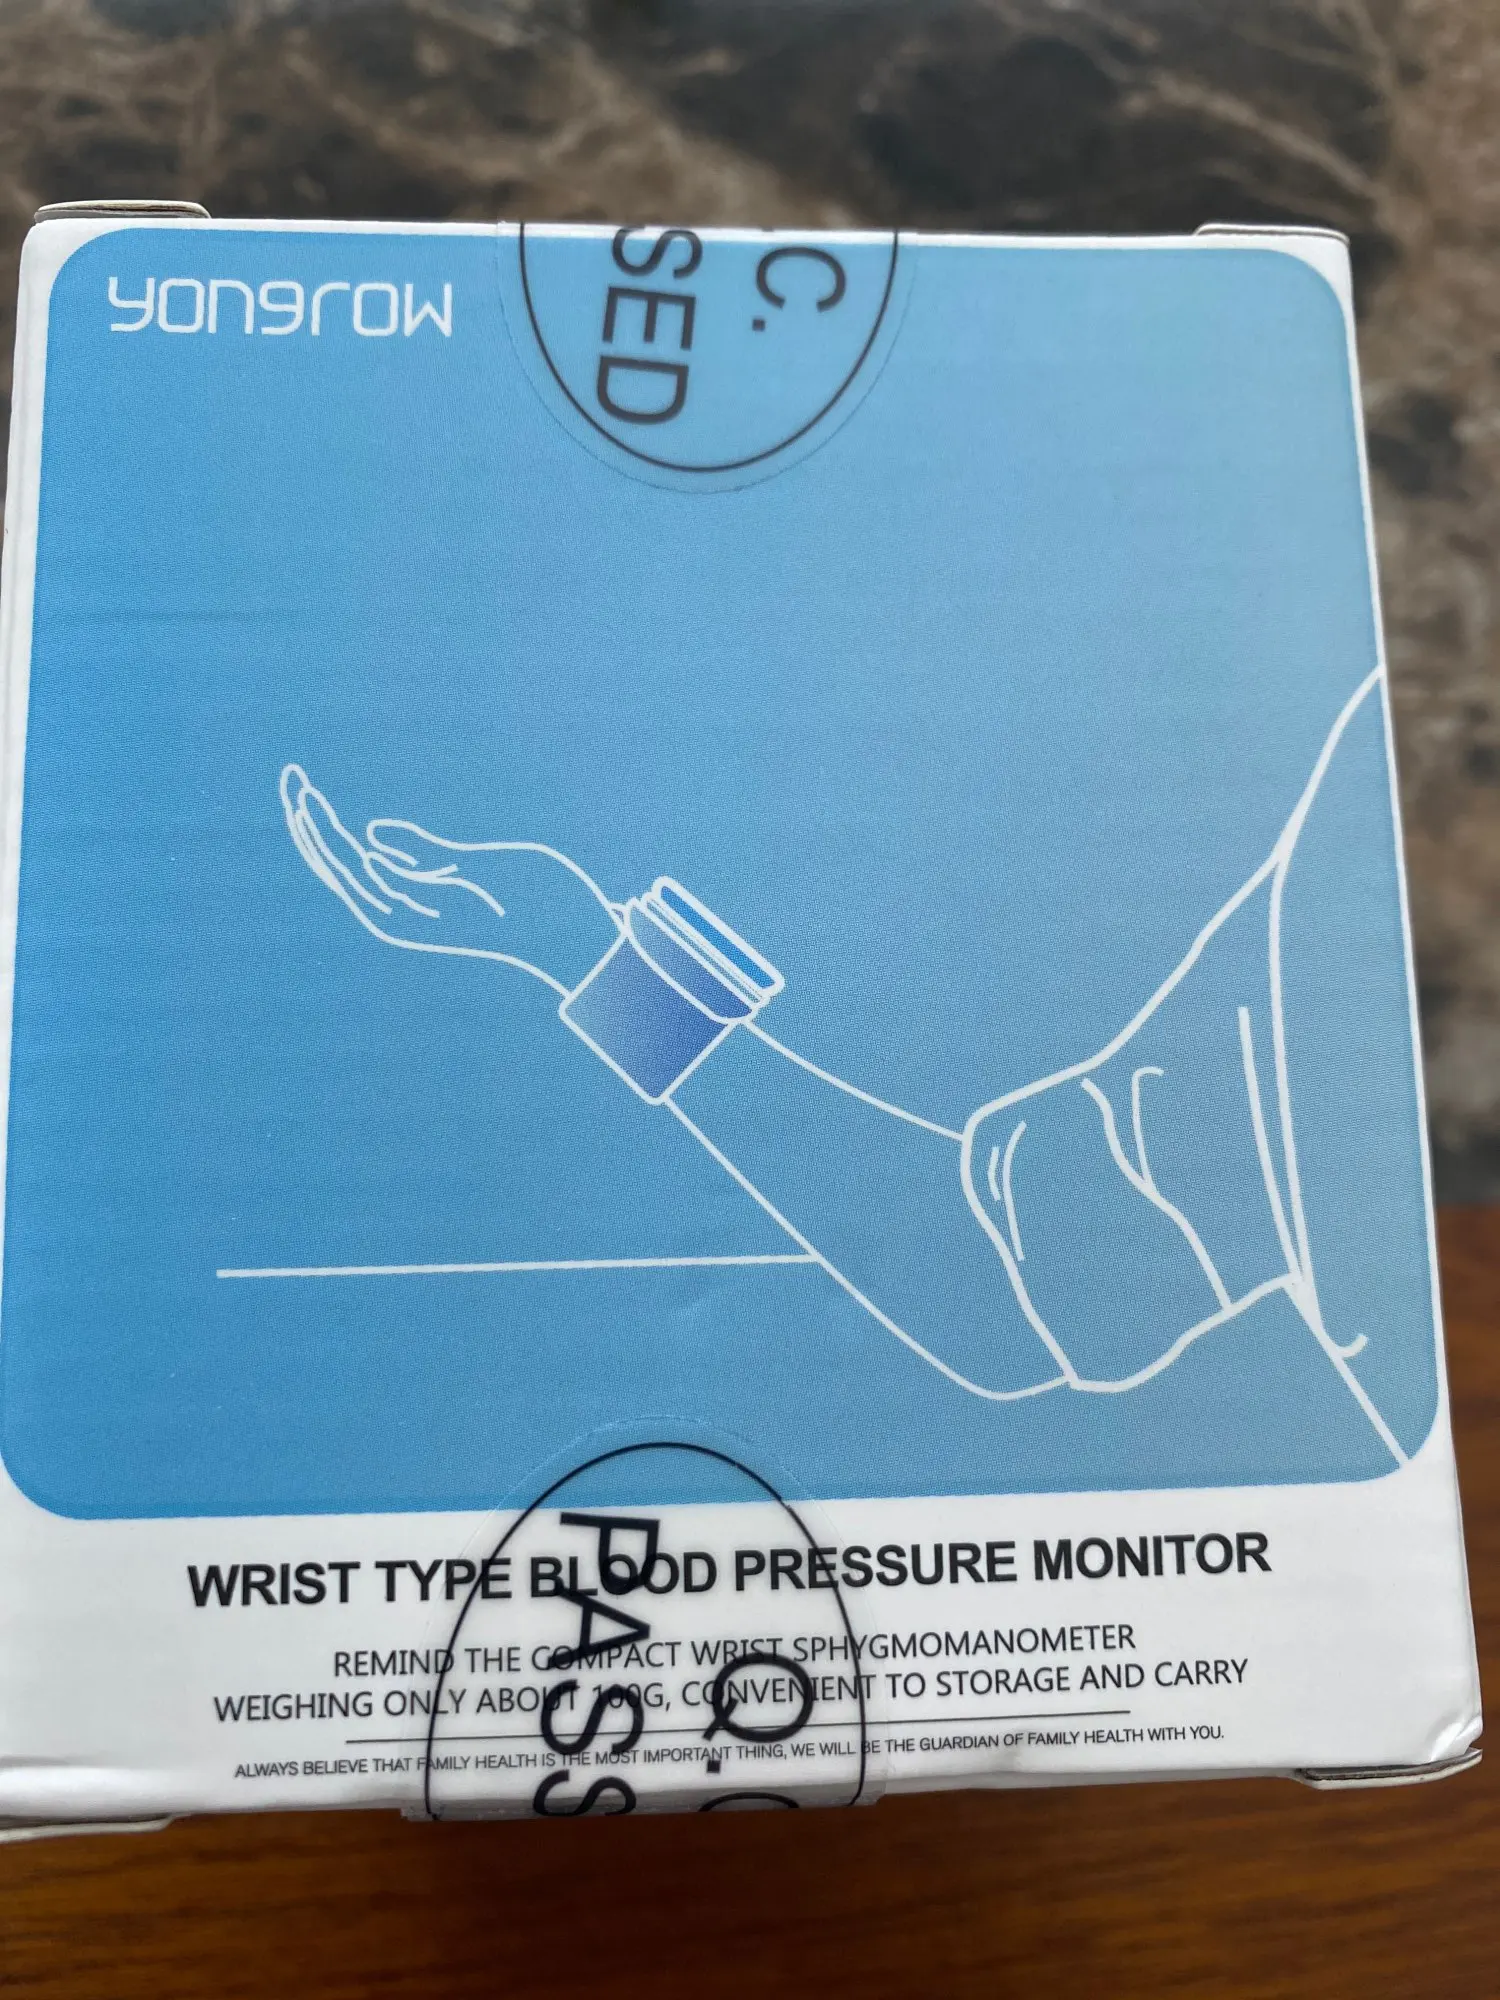 yongrow
C.
SED
WRIST TYPE BLOOD PRESSURE MONITOR
REMIND THE COMPACT WRIST SPHYGMOMANOMETER
WEIGHING ONLY ABOUT 100G, CONVENIENT TO STORAGE AND CARRY
ALWAYS BELIEVE THAT FAMILY HEALTH IS THE MOST IMPORTANT THING, WE WILL BE THE GUARDIAN OF FAMILY HEALTH WITH YOU.
Q.C
PASS